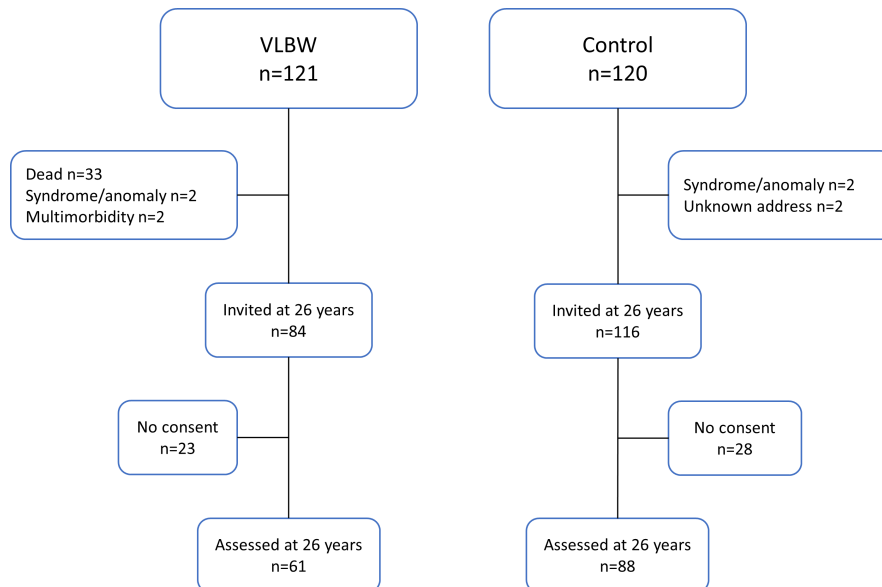 VLBW
n=121
Control
n=120
Dead n=33
Syndrome/anomaly n=2
Multimorbidity n=2
Syndrome/anomaly n=2
Unknown address n=2
Invited at 26 years
n=84
Invited at 26 years
n=116
No consent
n=23
No consent
n=28
Assessed at 26 years
n=61
Assessed at 26 years
n=88